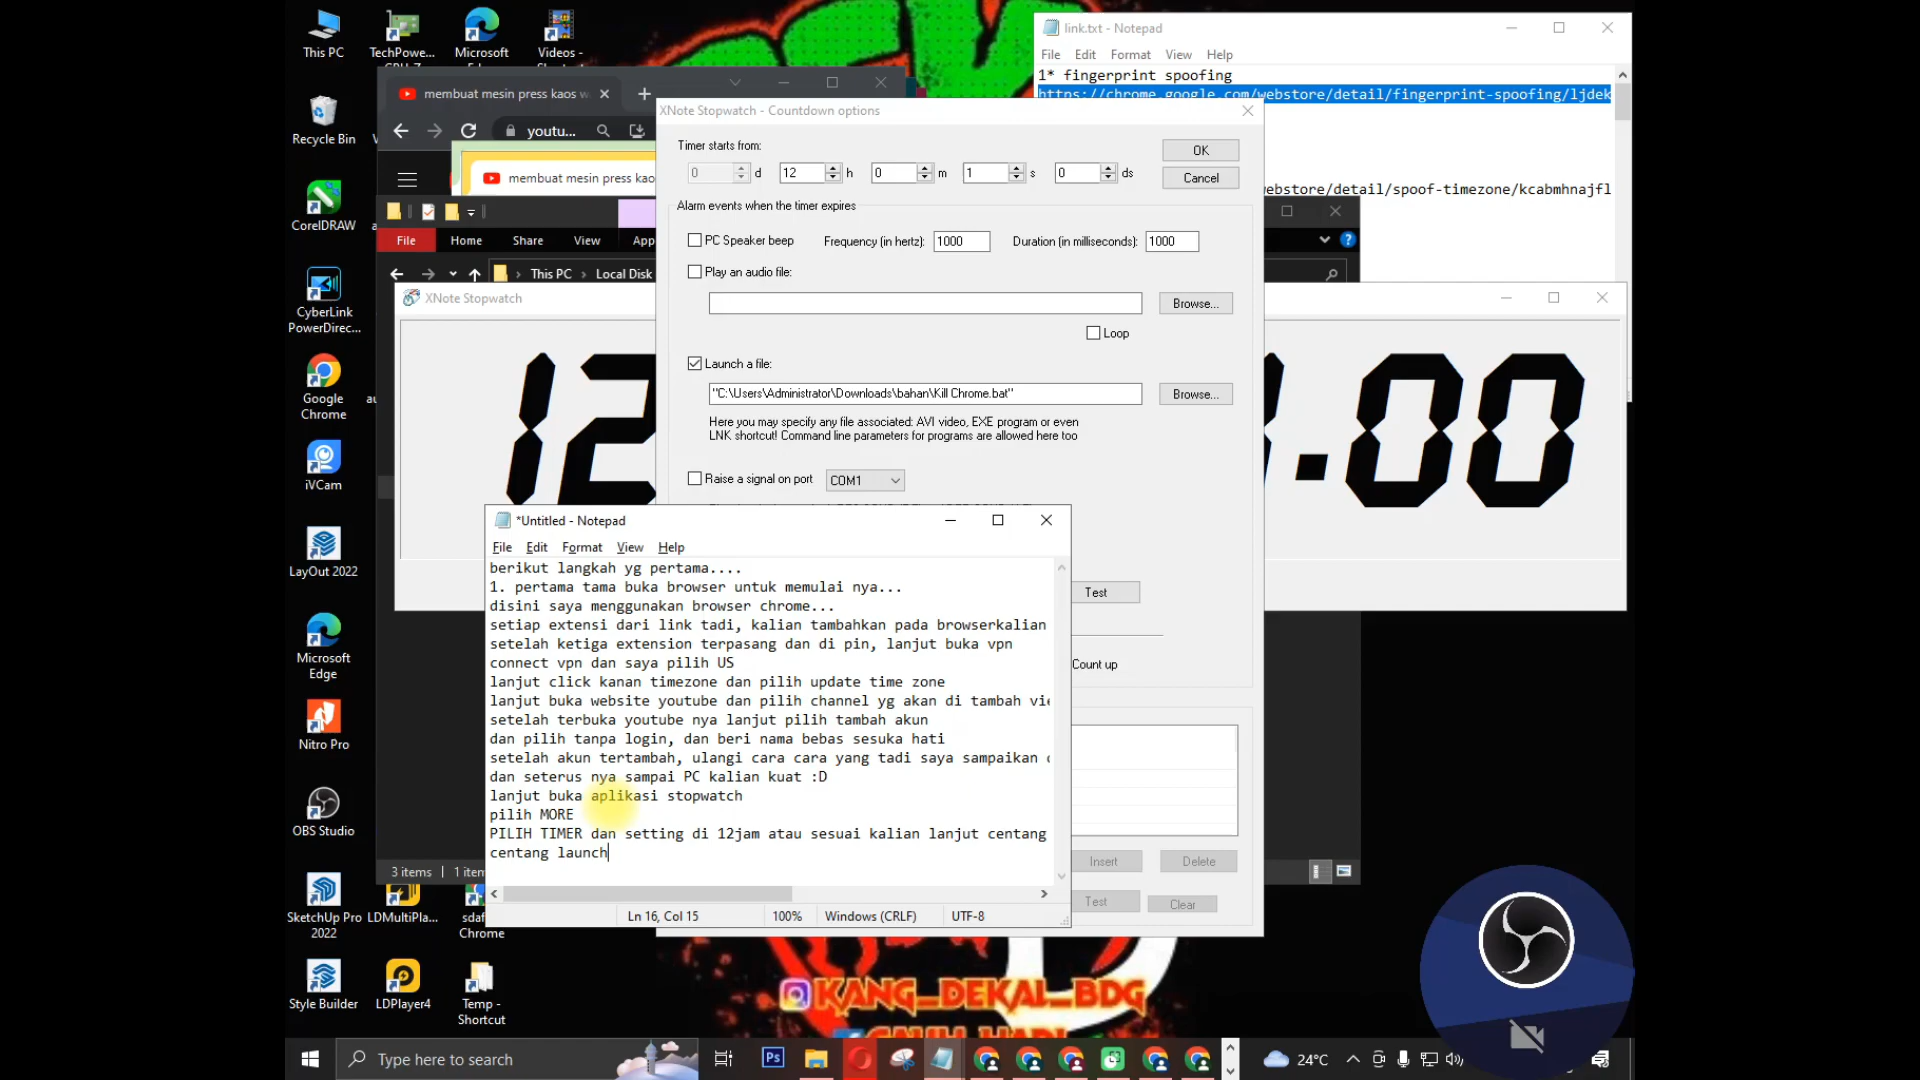 This PC
TechPowe...
GPU-Z
Microsoft
Videos -
Recycle Bin
CorelDRAW
CyberLink
PowerDirec...
Google
Chrome
iVCam
LayOut 2022
Microsoft
Edge
Nitro Pro
OBS Studio
SketchUp Pro
2022
LDMultiPla...
sdaf
Chrome
Style Builder
LDPlayer4
Temp -
Shortcut
membuat mesin press kaos w
youtu...
membuat mesin press kaos
File
Home
Share
View
App
This PC
Local Disk
3 items
1 iten
link.txt - Notepad
File Edit Format View Help
1* fingerprint spoofing
https://chrome.google.com/webstore/detail/fingerprint-spoofing/ljdek
webstore/detail/spoof-timezone/kcabmhnajfl
XNote Stopwatch
12
.00
XNote Stopwatch - Countdown options
Timer starts from:
0 d 12 h 0 m 1 s 0 ds
OK
Cancel
Alarm events when the timer expires
PC Speaker beep Frequency (in hertz): 1000 Duration (in milliseconds): 1000
Play an audio file:
Browse...
Loop
Launch a file:
"C:\Users\Administrator\Downloads\bahan\Kill Chrome.bat"
Browse...
Here you may specify any file associated: AVI video, EXE program or even
LNK shortcut! Command line parameters for programs are allowed here too
Raise a signal on port COM1
Test
Count up
Insert
Delete
Test
Clear
*Untitled - Notepad
File Edit Format View Help
berikut langkah yg pertama....
1. pertama tama buka browser untuk memulai nya...
disini saya menggunakan browser chrome...
setiap extensi dari link tadi, kalian tambahkan pada browserkalian
setelah ketiga extension terpasang dan di pin, lanjut buka vpn
connect vpn dan saya pilih US
lanjut click kanan timezone dan pilih update time zone
lanjut buka website youtube dan pilih channel yg akan di tambah vie
setelah terbuka youtube nya lanjut pilih tambah akun
dan pilih tanpa login, dan beri nama bebas sesuka hati
setelah akun tertambah, ulangi cara cara yang tadi saya sampaikan
dan seterus nya sampai PC kalian kuat :D
lanjut buka aplikasi stopwatch
pilih MORE
PILIH TIMER dan setting di 12jam atau sesuai kalian lanjut centang
centang launch
Ln 16, Col 15
100%
Windows (CRLF)
UTF-8
KANG_DEKAL_BDG
Type here to search
Ps
24°C